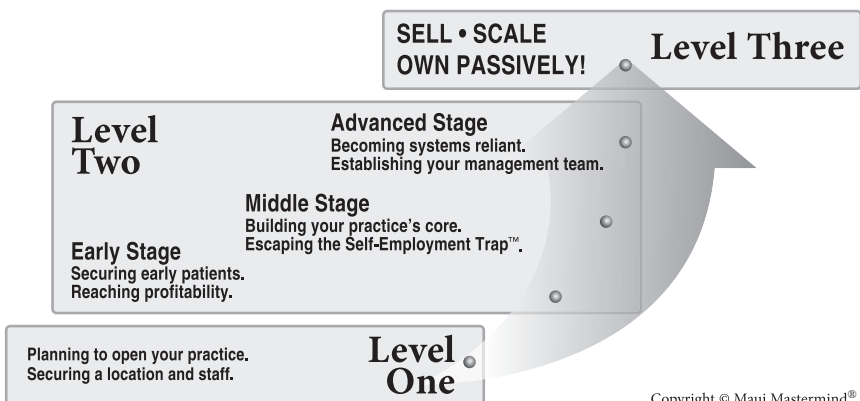 SELL • SCALE
OWN PASSIVELY!
Level Three
Level
Two
Advanced Stage
Becoming systems reliant.
Establishing your management team.
Middle Stage
Building your practice's core.
Escaping the Self-Employment Trap™.
Early Stage
Securing early patients.
Reaching profitability.
Planning to open your practice.
Securing a location and staff.
Level
One
Copyright © Maui Mastermind®